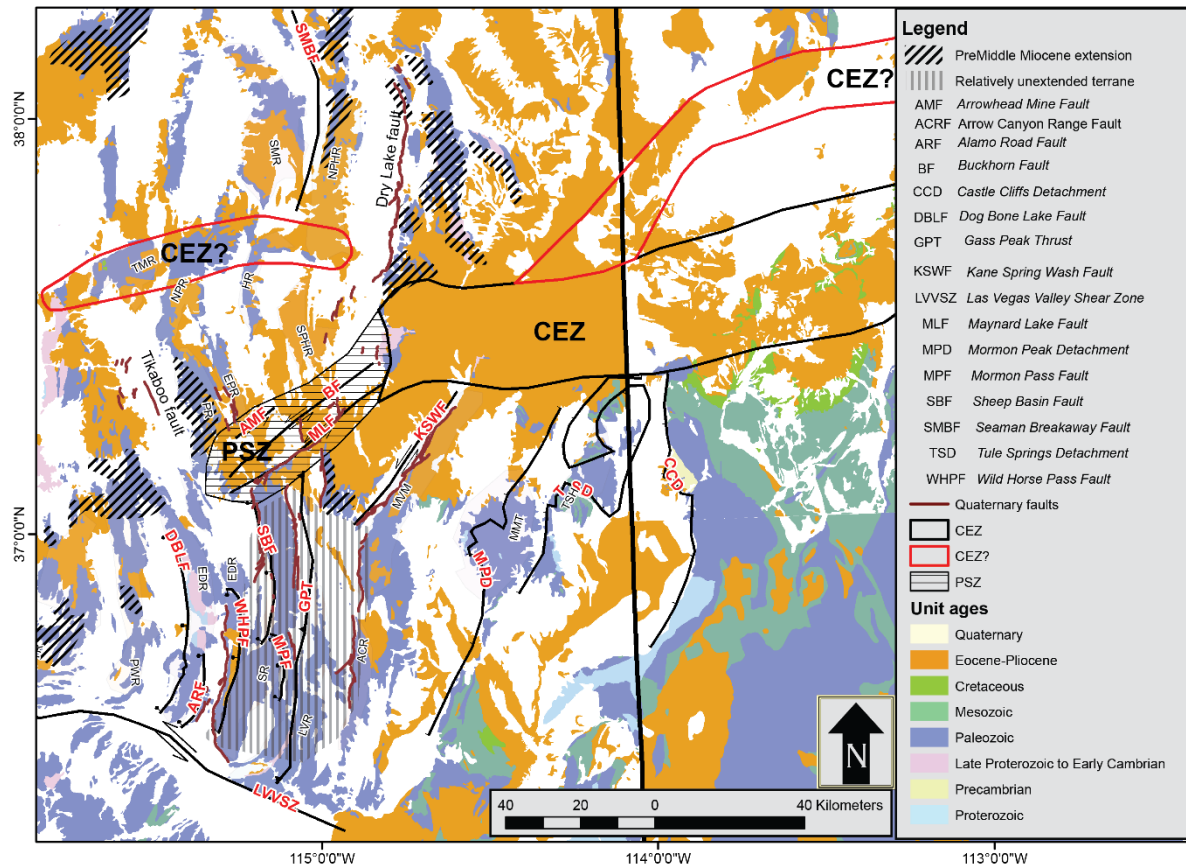 SMBF
CEZ?
38°0'0"N
SMR
NPHR
Dry Lake fault
CEZ?
TMR
NPR
HR
SPHR
CEZ
Tikaboo fault
PR
EPR
AMF
BF
MLF
KSWF
PSZ
MVM
TSD
TSH
CCD
37°0'0"N
DBLF
SBF
MMT
MPD
EDR
EDR
GPT
WHPF
MPF
ACR
PWR
SR
ARF
LVR
LVVSZ
N
40 20 0 40 Kilometers
115°0'0"W
114°0'0"W
113°0'0"W
Legend
PreMiddle Miocene extension
Relatively unextended terrane
AMF Arrowhead Mine Fault
ACRF Arrow Canyon Range Fault
ARF Alamo Road Fault
BF Buckhorn Fault
CCD Castle Cliffs Detachment
DBLF Dog Bone Lake Fault
GPT Gass Peak Thrust
KSWF Kane Spring Wash Fault
LVVSZ Las Vegas Valley Shear Zone
MLF Maynard Lake Fault
MPD Mormon Peak Detachment
MPF Mormon Pass Fault
SBF Sheep Basin Fault
SMBF Seaman Breakaway Fault
TSD Tule Springs Detachment
WHPF Wild Horse Pass Fault
Quaternary faults
CEZ
CEZ?
PSZ
Unit ages
Quaternary
Eocene-Pliocene
Cretaceous
Mesozoic
Paleozoic
Late Proterozoic to Early Cambrian
Precambrian
Proterozoic